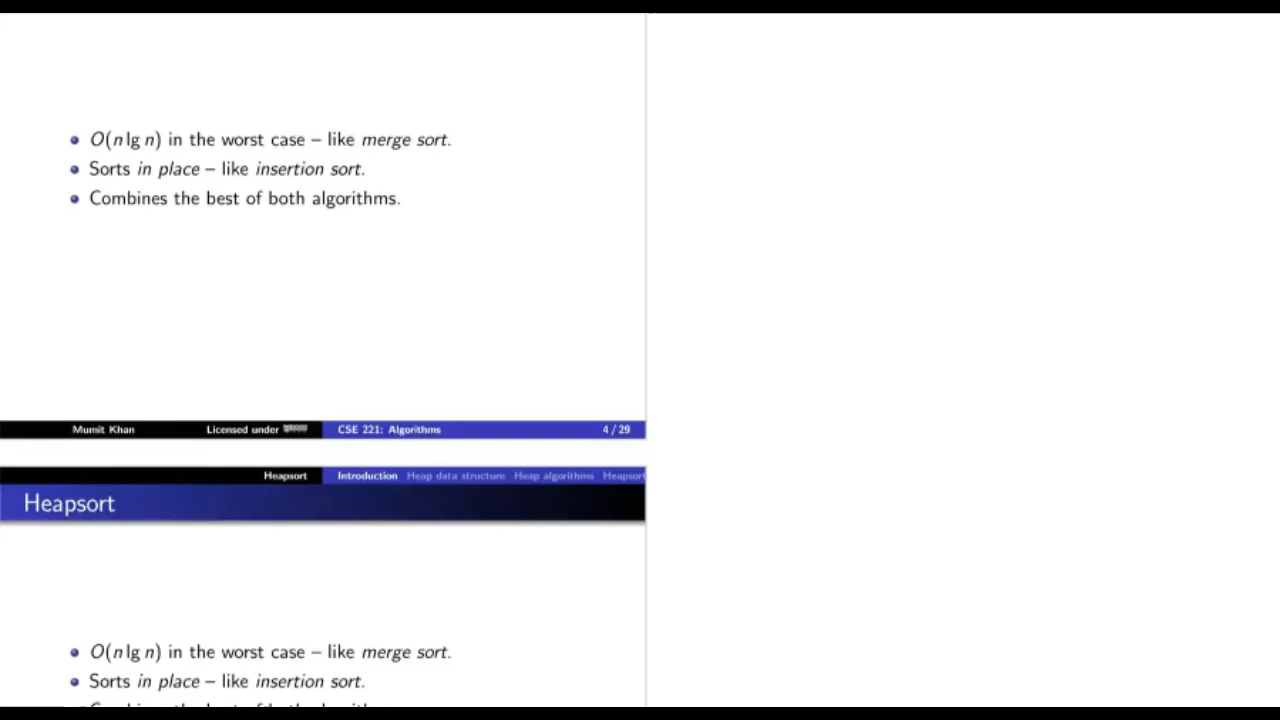 O(n lg n) in the worst case – like merge sort.
Sorts in place – like insertion sort.
Combines the best of both algorithms.
Mumit Khan Licensed under CSE 221: Algorithms 4 / 29
Heapsort Introduction Heap data structure Heap algorithms Heapsort
Heapsort
O(n lg n) in the worst case – like merge sort.
Sorts in place – like insertion sort.